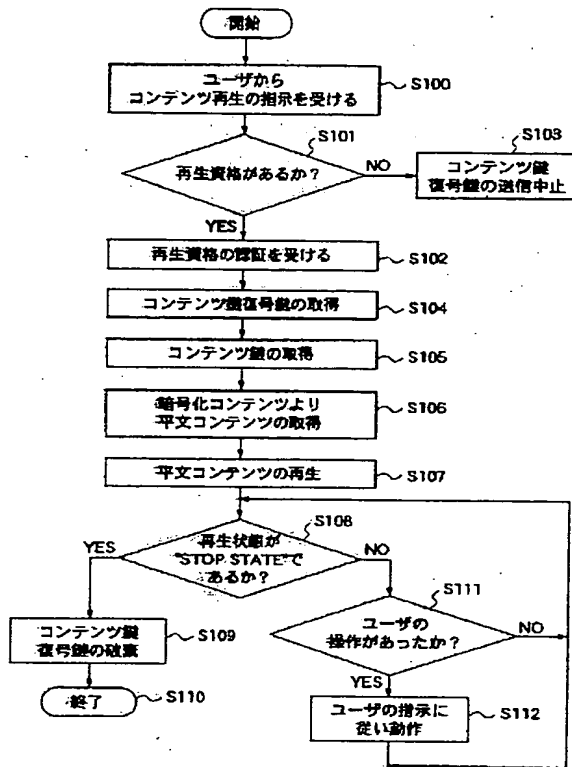 開始
ユーザから
コンテンツ再生の指示を受ける
S100
S101
再生資格があるか？
NO
YES
S103
コンテンツ鍵
復号鍵の送信中止
再生資格の認証を受ける
S102
コンテンツ鍵復号鍵の取得
S104
コンテンツ鍵の取得
S105
暗号化コンテンツより
平文コンテンツの取得
S106
平文コンテンツの再生
S107
S108
再生状態が
"STOP STATE"で
あるか？
YES
NO
コンテンツ鍵
復号鍵の破棄
S109
終了
S110
S111
ユーザの
操作があったか？
NO
YES
ユーザの指示に
従い動作
S112